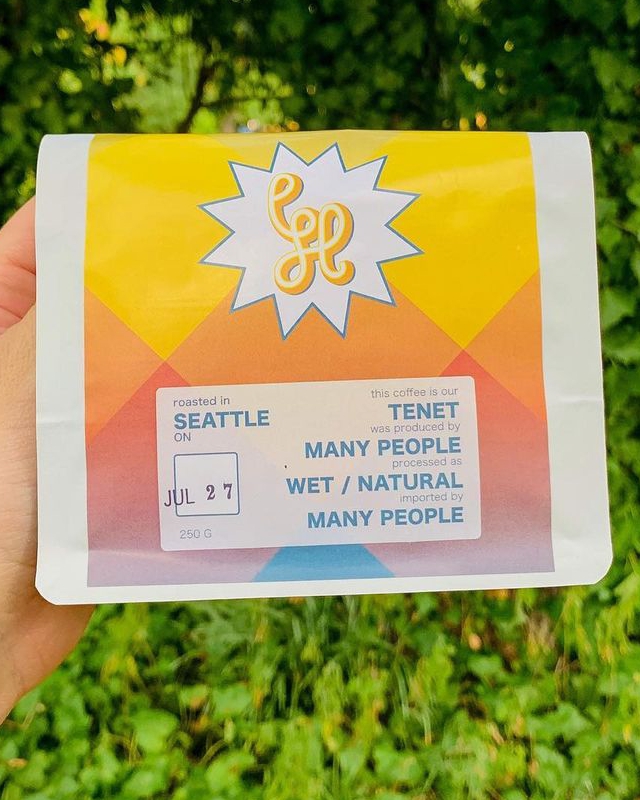 roasted in
SEATTLE
ON
JUL 27
250 G
this coffee is our
TENET
was produced by
MANY PEOPLE
processed as
WET / NATURAL
imported by
MANY PEOPLE